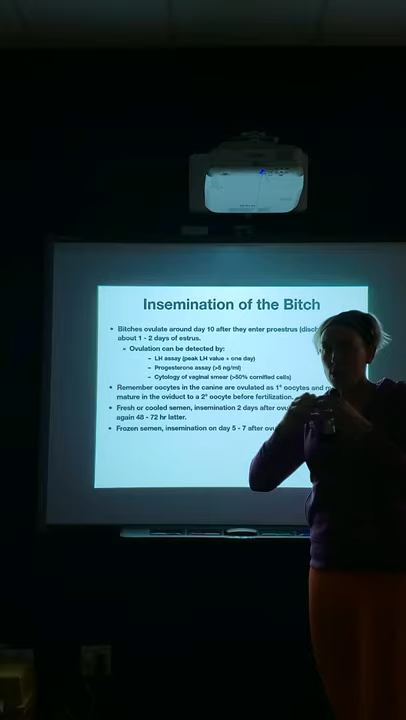 Insemination of the Bitch
• Bitches ovulate around day 10 after they enter proestrus (disch
about 1 - 2 days of estrus.
– Ovulation can be detected by:
– LH assay (peak LH value + one day)
– Progesterone assay (>5 ng/ml)
– Cytology of vaginal smear (>50% cornified cells)
• Remember oocytes in the canine are ovulated as 1° oocytes and m
mature in the oviduct to a 2° oocyte before fertilization.
• Fresh or cooled semen, insemination 2 days after ovu
again 48 - 72 hr latter.
• Frozen semen, insemination on day 5 - 7 after ovu